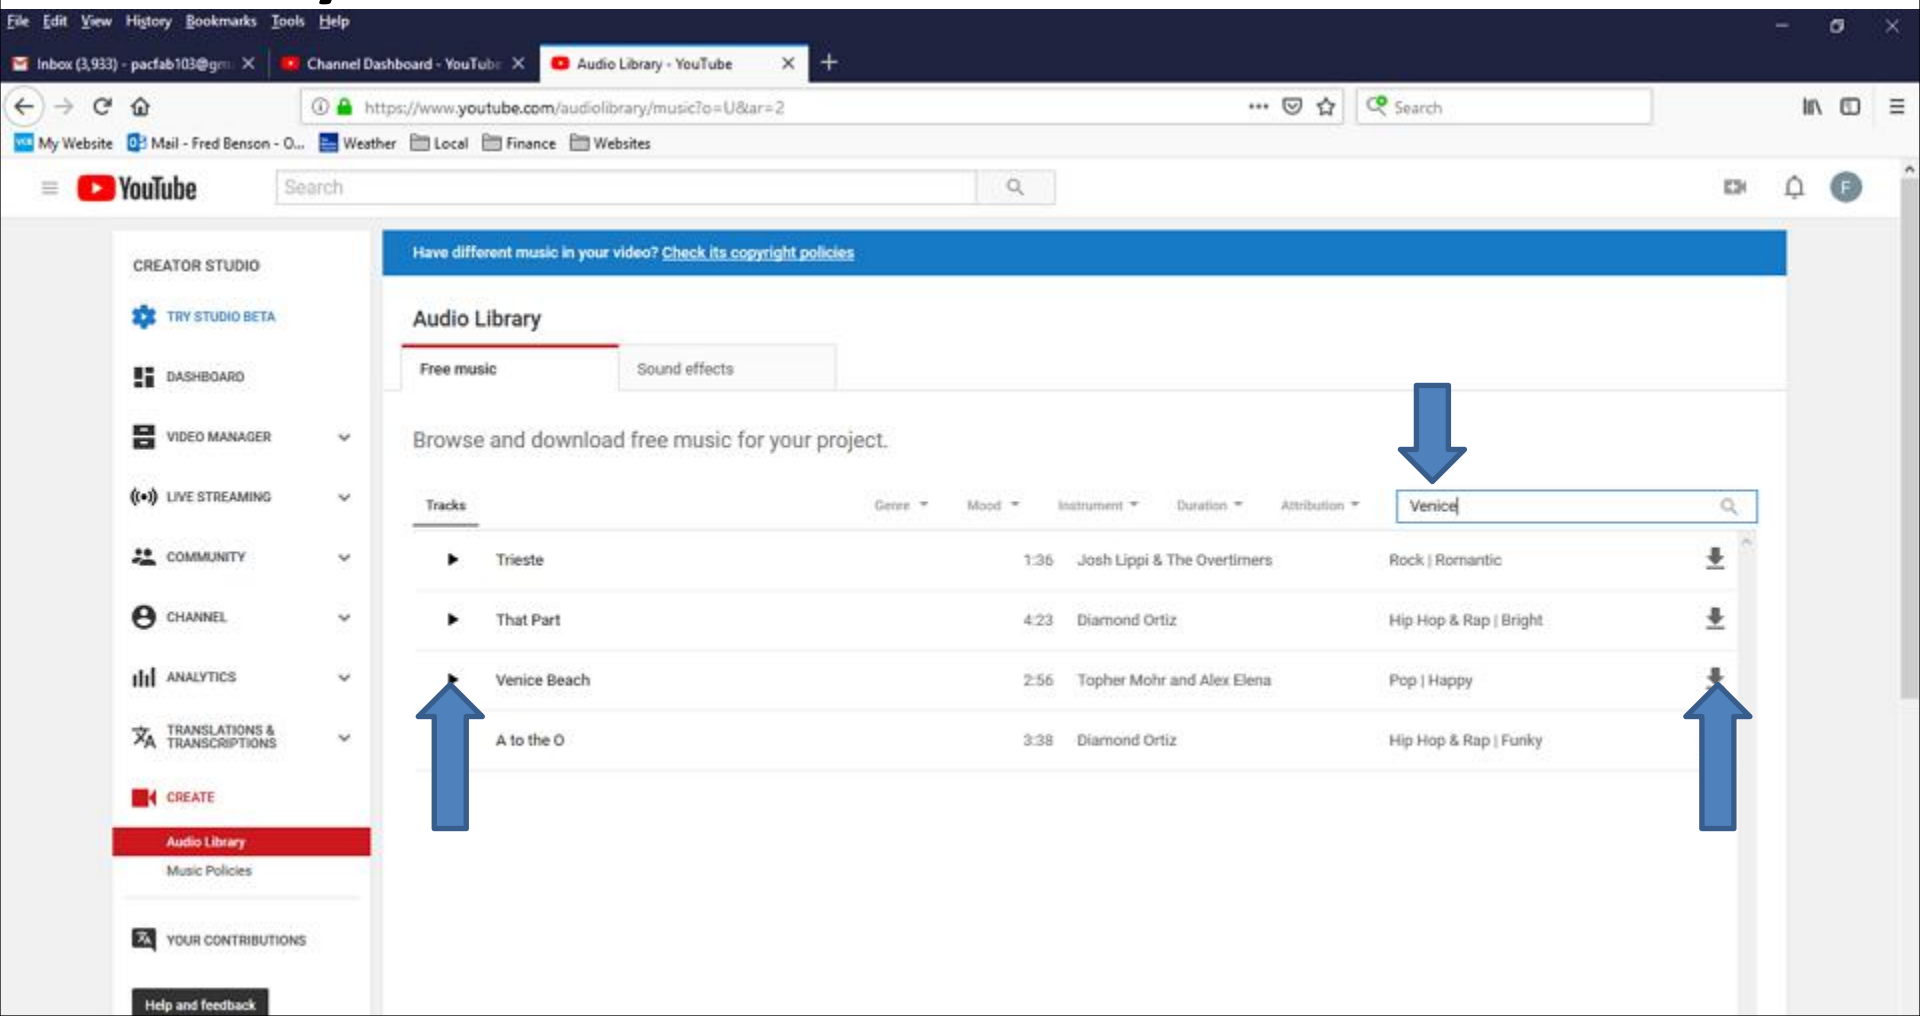 File Edit View History Bookmarks Tools Help
Inbox (3,933) - pacfab103@gm
Channel Dashboard - YouTube
Audio Library - YouTube
https://www.youtube.com/audiolibrary/music?o=U&ar=2
Search
My Website Mail - Fred Benson - O... Weather Local Finance Websites
YouTube
Search
F
CREATOR STUDIO
TRY STUDIO BETA
DASHBOARD
VIDEO MANAGER
LIVE STREAMING
COMMUNITY
CHANNEL
ANALYTICS
TRANSLATIONS &
TRANSCRIPTIONS
CREATE
Audio Library
Music Policies
YOUR CONTRIBUTIONS
Help and feedback
Have different music in your video? Check its copyright policies
Audio Library
Free music Sound effects
Browse and download free music for your project.
Tracks Genre Mood Instrument Duration Attribution Venice
Trieste 1:36 Josh Lippi & The Overtimers Rock | Romantic
That Part 4:23 Diamond Ortiz Hip Hop & Rap | Bright
Venice Beach 2:56 Topher Mohr and Alex Elena Pop | Happy
A to the O 3:38 Diamond Ortiz Hip Hop & Rap | Funky